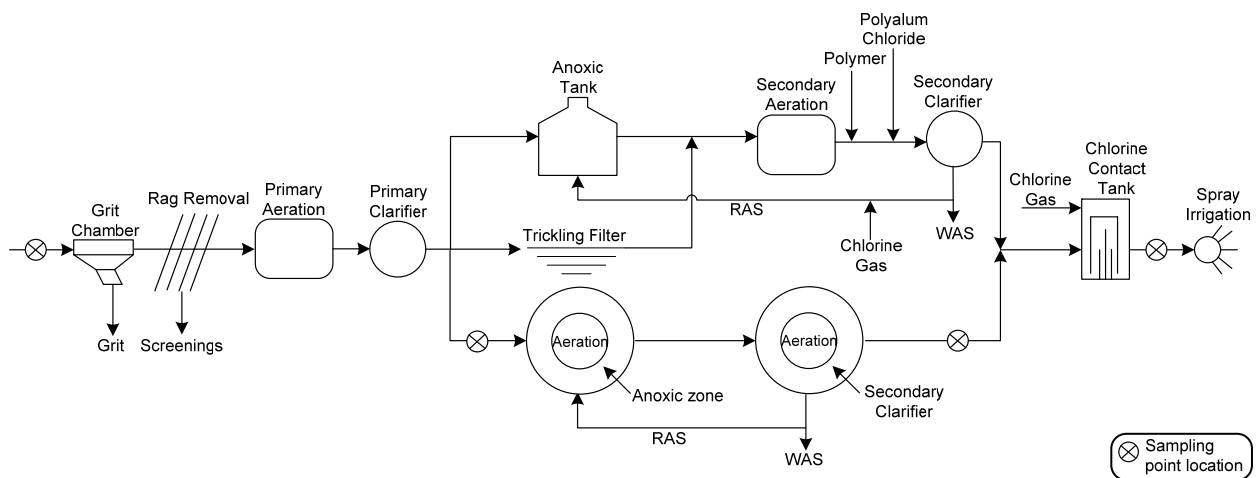 Polyalum
Chloride
Polymer
Anoxic
Tank
Secondary
Aeration
Secondary
Clarifier
Chlorine
Contact
Tank
Rag Removal
Primary
Aeration
Primary
Clarifier
Chlorine
Gas
Spray
Irrigation
Grit
Chamber
RAS
WAS
Trickling Filter
Chlorine
Gas
Grit
Screenings
Aeration
Aeration
Anoxic zone
Secondary
Clarifier
RAS
WAS
Sampling
point location